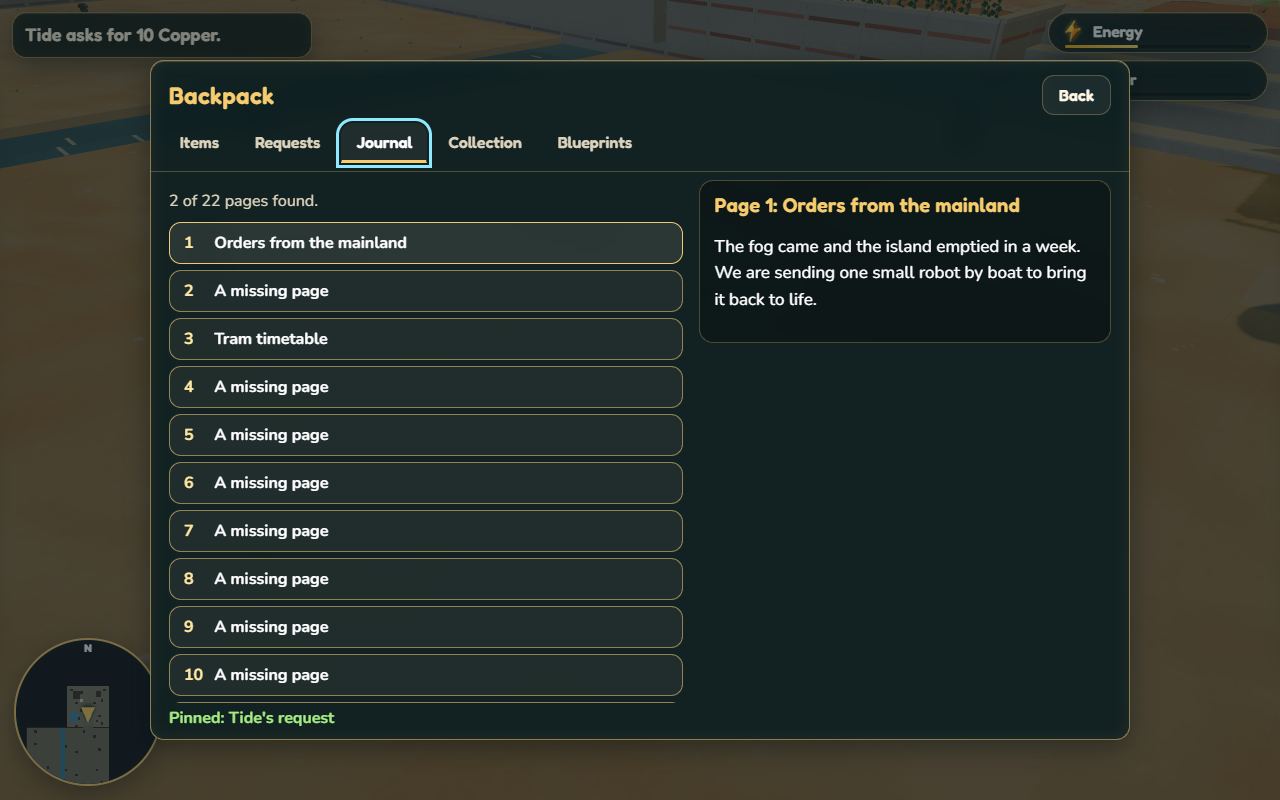 Tide asks for 10 Copper.
Energy
Backpack
Back
Items
Requests
Journal
Collection
Blueprints
2 of 22 pages found.
1 Orders from the mainland
2 A missing page
3 Tram timetable
4 A missing page
5 A missing page
6 A missing page
7 A missing page
8 A missing page
9 A missing page
10 A missing page
Page 1: Orders from the mainland
The fog came and the island emptied in a week.
We are sending one small robot by boat to bring
it back to life.
Pinned: Tide's request
N